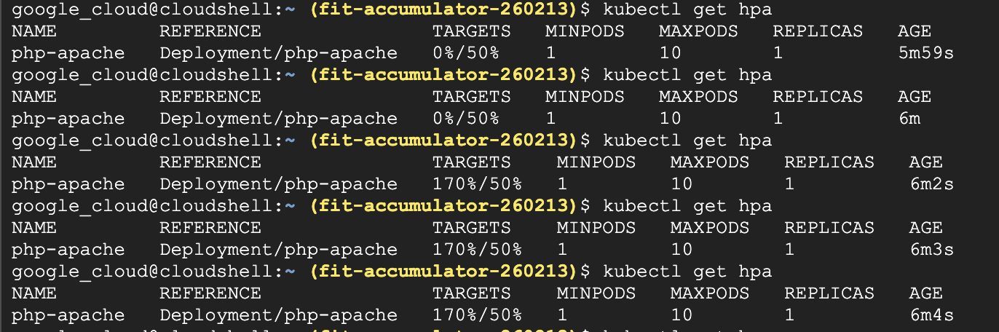 google_cloud@cloudshell:~ (fit-accumulator-260213)$ kubectl get hpa
NAME REFERENCE TARGETS MINPODS MAXPODS REPLICAS AGE
php-apache Deployment/php-apache 0%/50% 1 10 1 5m59s
google_cloud@cloudshell:~ (fit-accumulator-260213)$ kubectl get hpa
NAME REFERENCE TARGETS MINPODS MAXPODS REPLICAS AGE
php-apache Deployment/php-apache 0%/50% 1 10 1 6m
google_cloud@cloudshell:~ (fit-accumulator-260213)$ kubectl get hpa
NAME REFERENCE TARGETS MINPODS MAXPODS REPLICAS AGE
php-apache Deployment/php-apache 170%/50% 1 10 1 6m2s
google_cloud@cloudshell:~ (fit-accumulator-260213)$ kubectl get hpa
NAME REFERENCE TARGETS MINPODS MAXPODS REPLICAS AGE
php-apache Deployment/php-apache 170%/50% 1 10 1 6m3s
google_cloud@cloudshell:~ (fit-accumulator-260213)$ kubectl get hpa
NAME REFERENCE TARGETS MINPODS MAXPODS REPLICAS AGE
php-apache Deployment/php-apache 170%/50% 1 10 1 6m4s